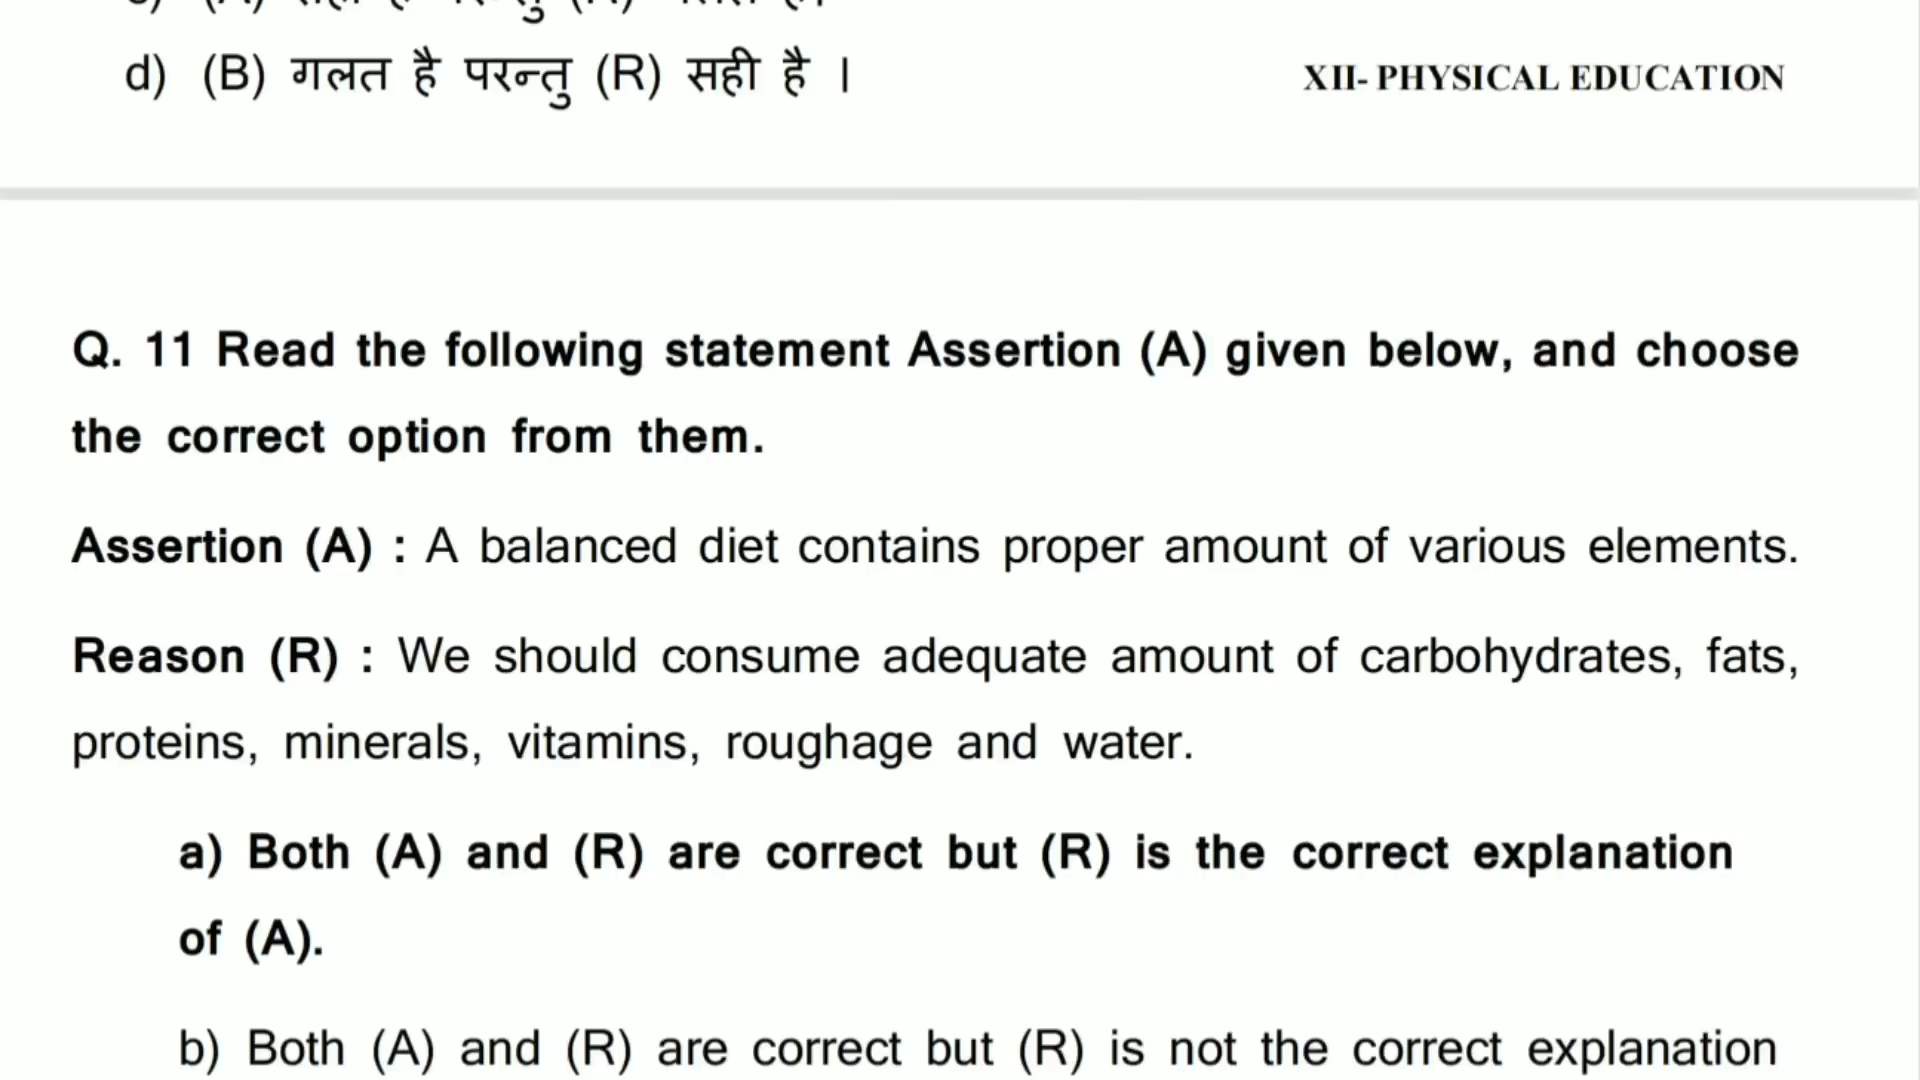 d) (B) गलत है परन्तु (R) सही है ।
XII- PHYSICAL EDUCATION
Q. 11 Read the following statement Assertion (A) given below, and choose
the correct option from them.
Assertion (A) : A balanced diet contains proper amount of various elements.
Reason (R) : We should consume adequate amount of carbohydrates, fats,
proteins, minerals, vitamins, roughage and water.
a) Both (A) and (R) are correct but (R) is the correct explanation
of (A).
b) Both (A) and (R) are correct but (R) is not the correct explanation